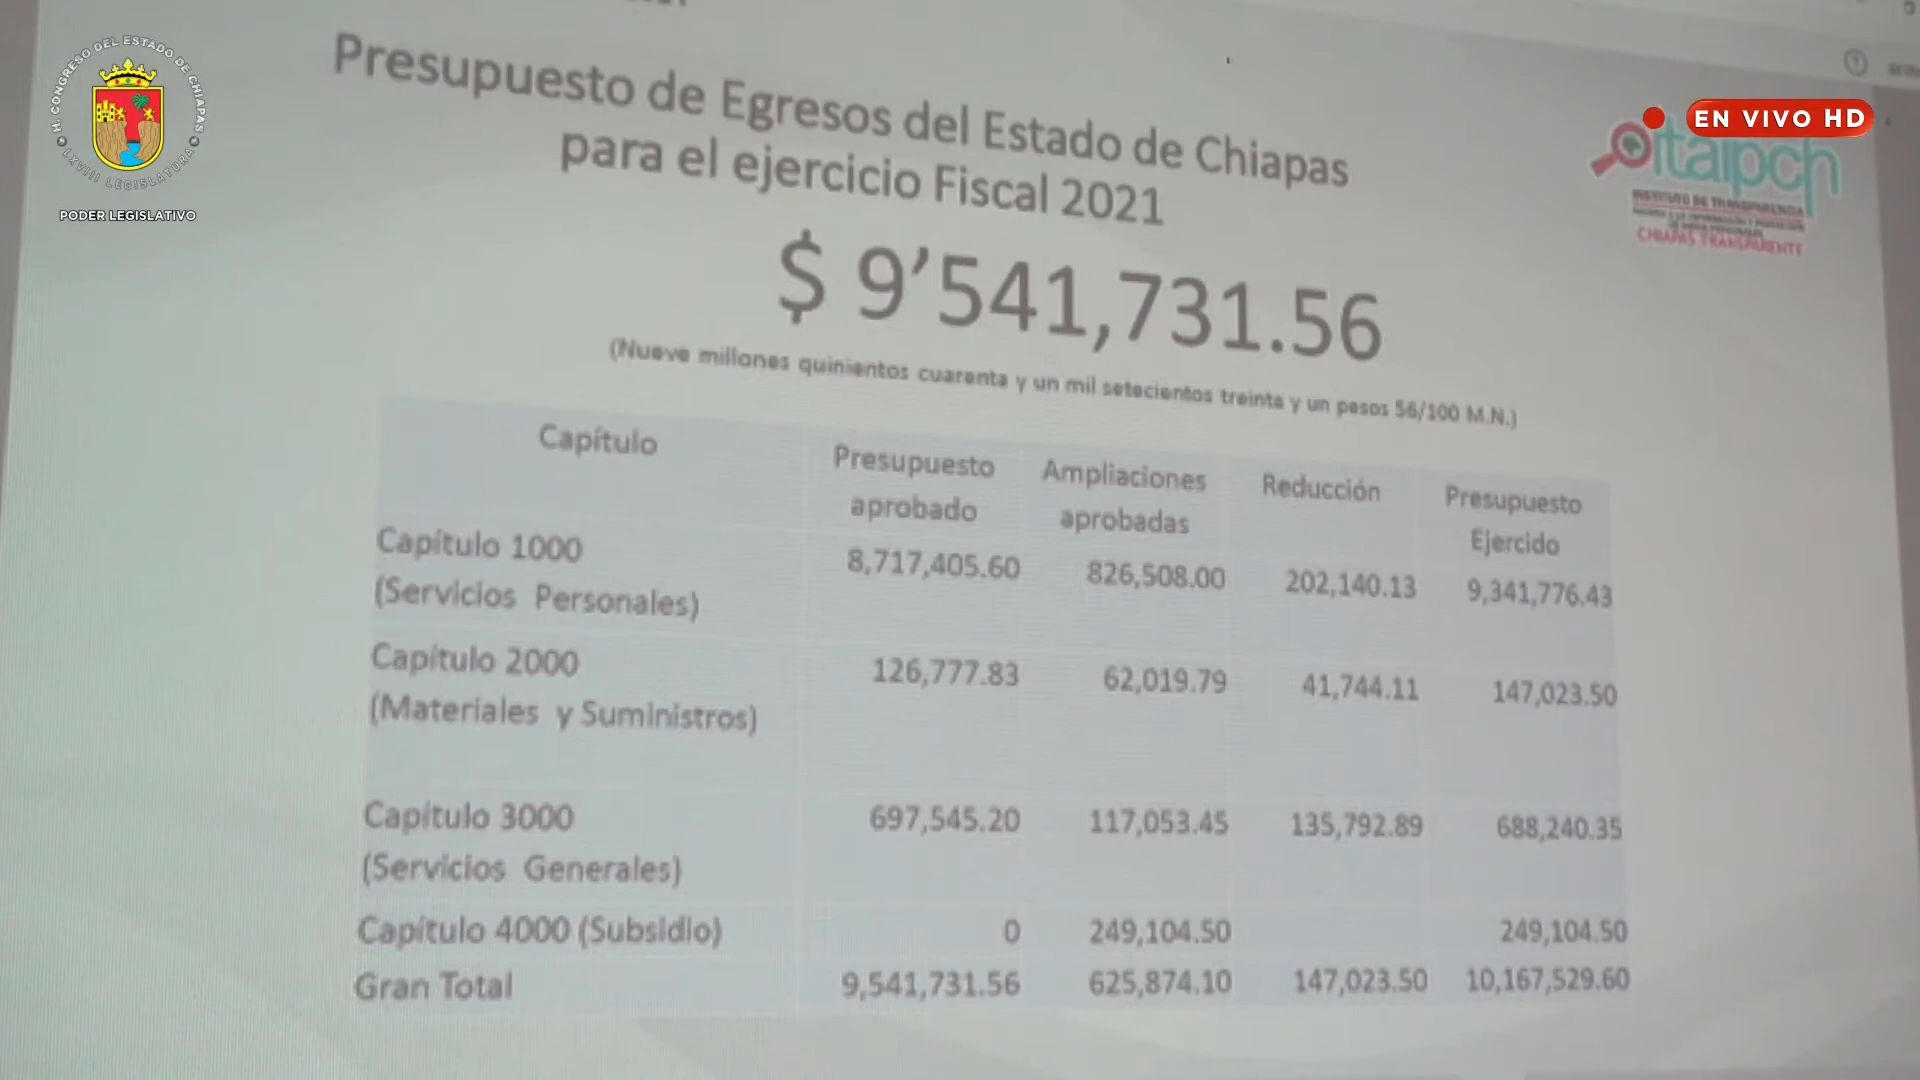 H. CONGRESO DEL ESTADO DE CHIAPAS
LXVIII LEGISLATURA
PODER LEGISLATIVO
EN VIVO HD
itaipch
INSTITUTO DE TRANSPARENCIA
CHIAPAS TRANSPARENTE
Presupuesto de Egresos del Estado de Chiapas
para el ejercicio Fiscal 2021
$ 9’541,731.56
(Nueve millones quinientos cuarenta y un mil setecientos treinta y un pesos 56/100 M.N.)
Capítulo Presupuesto aprobado Ampliaciones aprobadas Reducción Presupuesto Ejercido
Capítulo 1000 (Servicios Personales) 8,717,405.60 826,508.00 202,140.13 9,341,776.43
Capítulo 2000 (Materiales y Suministros) 126,777.83 62,019.79 41,744.11 147,023.50
Capítulo 3000 (Servicios Generales) 697,545.20 117,053.45 135,792.89 688,240.35
Capítulo 4000 (Subsidio) 0 249,104.50 249,104.50
Gran Total 9,541,731.56 625,874.10 147,023.50 10,167,529.60